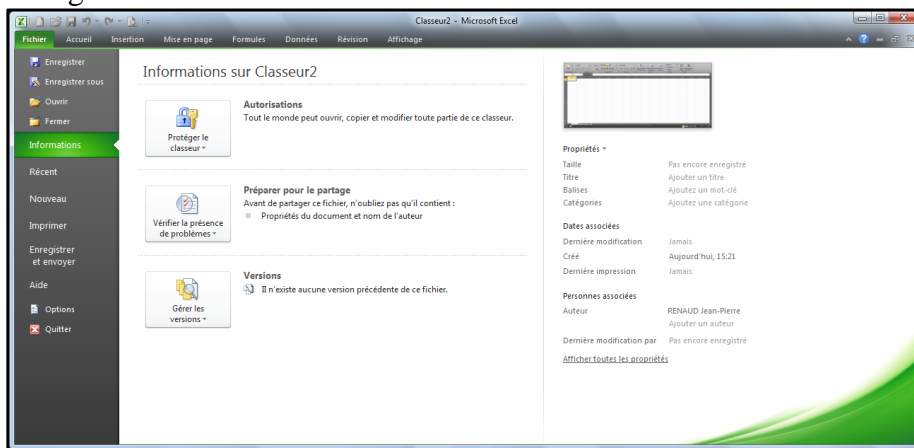 Classeur2 - Microsoft Excel
Fichier Accueil Insertion Mise en page Formules Données Révision Affichage
Enregistrer
Enregistrer sous
Ouvrir
Fermer
Informations
Récent
Nouveau
Imprimer
Enregistrer
et envoyer
Aide
Options
Quitter
Informations sur Classeur2
Protéger le
classeur
Autorisations
Tout le monde peut ouvrir, copier et modifier toute partie de ce classeur.
Vérifier la présence
de problèmes
Préparer pour le partage
Avant de partager ce fichier, n'oubliez pas qu'il contient :
Propriétés du document et nom de l'auteur
Gérer les
versions
Versions
Il n'existe aucune version précédente de ce fichier.
Propriétés
Taille Pas encore enregistré
Titre Ajouter un titre
Balises Ajoutez un mot-clé
Catégories Ajoutez une catégorie
Dates associées
Dernière modification Jamais
Créé Aujourd'hui, 15:21
Dernière impression Jamais
Personnes associées
Auteur RENAUD Jean-Pierre
Ajouter un auteur
Dernière modification par Pas encore enregistré
Afficher toutes les propriétés